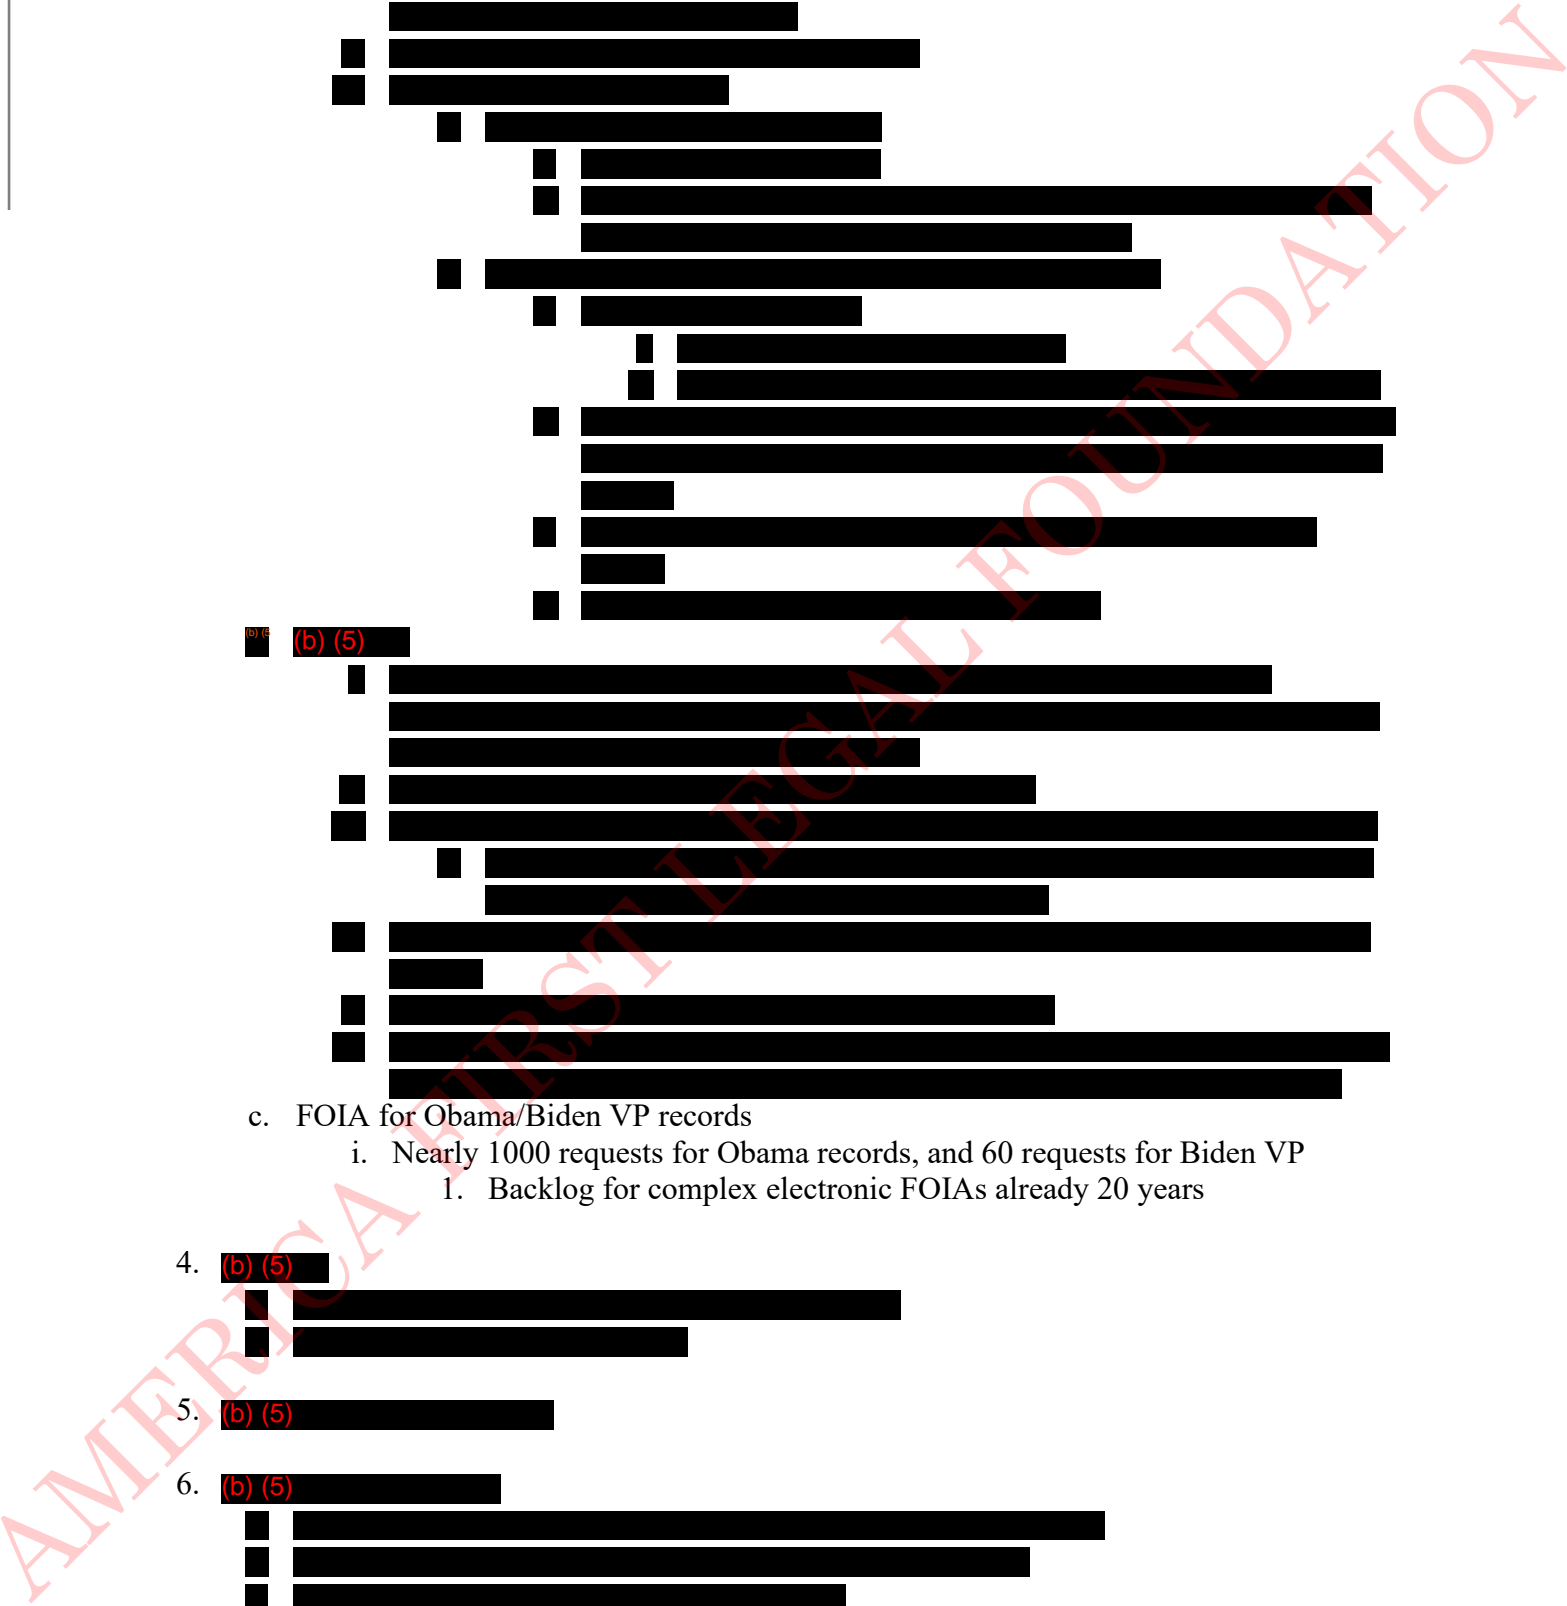 (b) (5
(b) (5)
c. FOIA for Obama/Biden VP records
i. Nearly 1000 requests for Obama records, and 60 requests for Biden VP
1. Backlog for complex electronic FOIAs already 20 years
4. (b) (5)
5. (b) (5)
6. (b) (5)
AMERICA FIRST LEGAL FOUNDATION